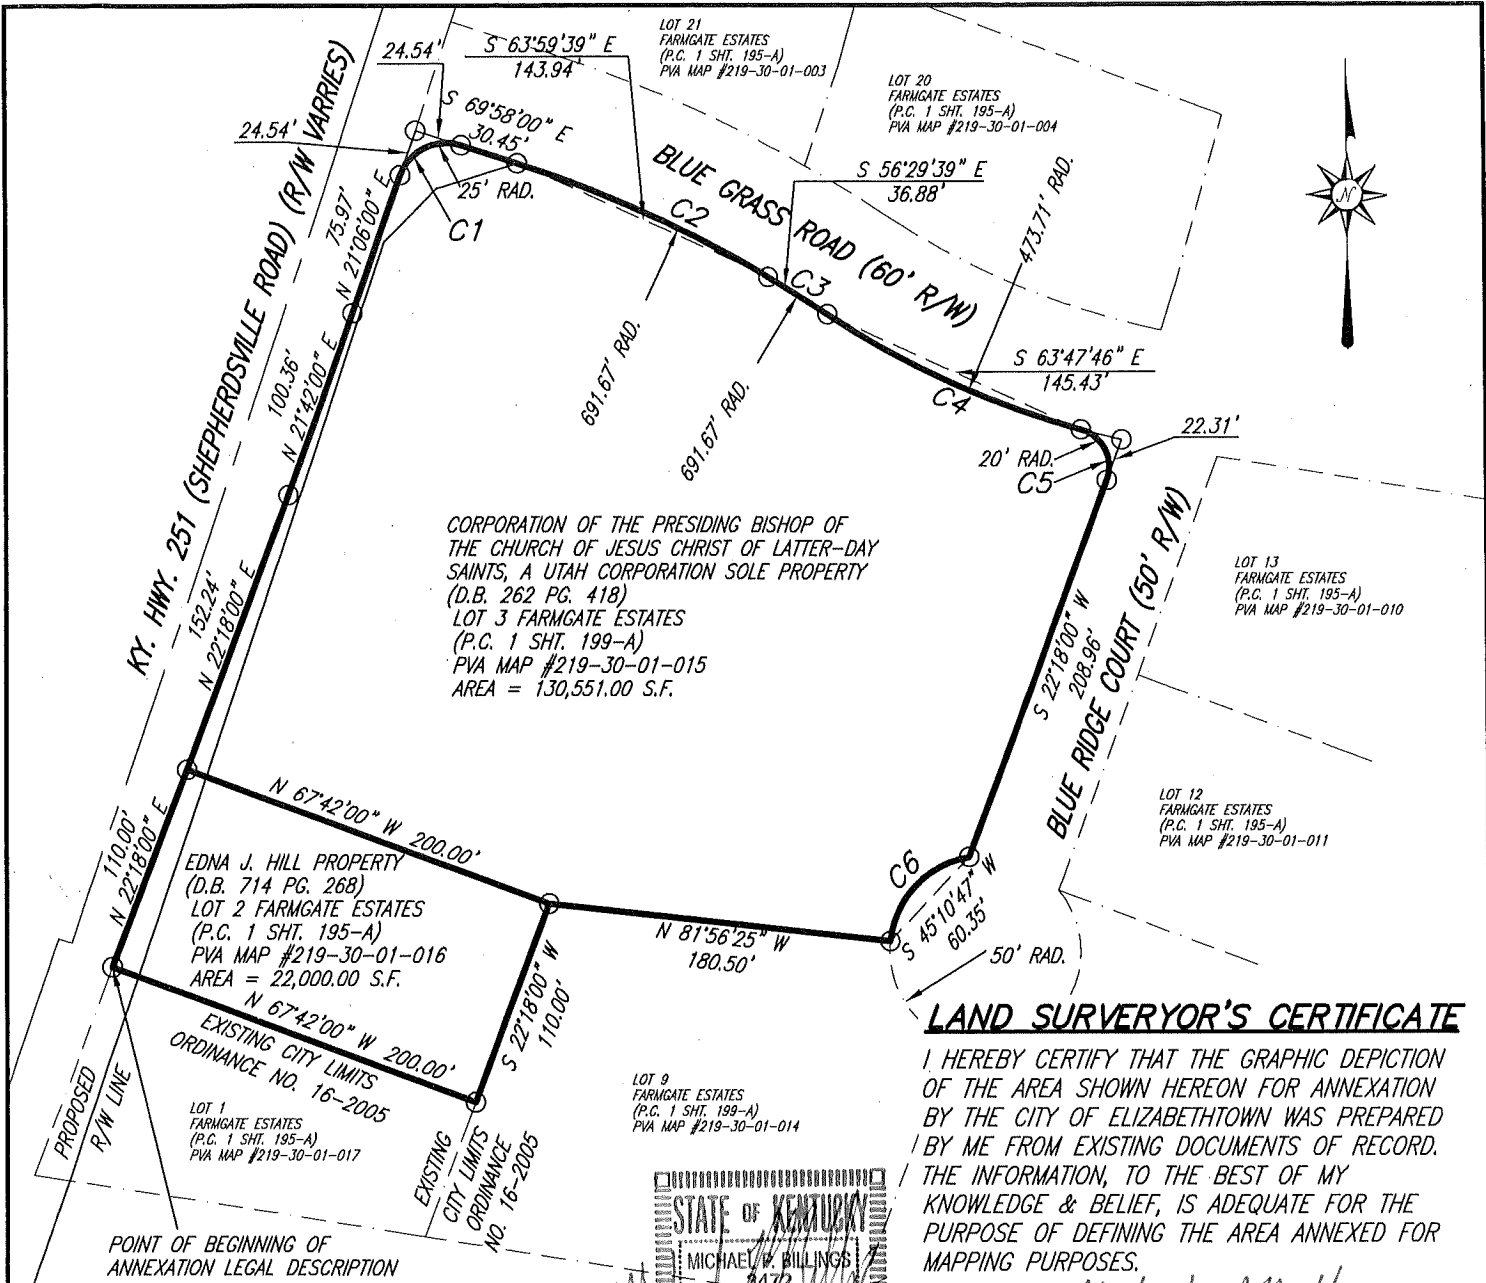 LOT 21
FARMGATE ESTATES
(P.C. 1 SHT. 195-A)
PVA MAP #219-30-01-003
24.54'
S 63°59'39" E
143.94'
LOT 20
FARMGATE ESTATES
(P.C. 1 SHT. 195-A)
PVA MAP #219-30-01-004
S 69°58'00" E
30.45'
24.54'
25' RAD.
C1
BLUE GRASS ROAD (60' R/W)
S 56°29'39" E
36.88'
473.71' RAD.
N
C2
C3
KY. HWY. 251 (SHEPHERDSVILLE ROAD) (R/W VARRIES)
75.97'
N 21°06'00" E
100.36'
N 21°42'00" E
691.67' RAD.
691.67' RAD.
S 63°47'46" E
145.43'
C4
22.31'
20' RAD.
C5
CORPORATION OF THE PRESIDING BISHOP OF
THE CHURCH OF JESUS CHRIST OF LATTER-DAY
SAINTS, A UTAH CORPORATION SOLE PROPERTY
(D.B. 262 PG. 418)
LOT 3 FARMGATE ESTATES
(P.C. 1 SHT. 199-A)
PVA MAP #219-30-01-015
AREA = 130,551.00 S.F.
152.24'
N 22°18'00" E
S 22°18'00" W
208.96'
BLUE RIDGE COURT (50' R/W)
LOT 13
FARMGATE ESTATES
(P.C. 1 SHT. 195-A)
PVA MAP #219-30-01-010
LOT 12
FARMGATE ESTATES
(P.C. 1 SHT. 195-A)
PVA MAP #219-30-01-011
N 67°42'00" W 200.00'
110.00'
N 22°18'00" E
EDNA J. HILL PROPERTY
(D.B. 714 PG. 268)
LOT 2 FARMGATE ESTATES
(P.C. 1 SHT. 195-A)
PVA MAP #219-30-01-016
AREA = 22,000.00 S.F.
C6
S 45°10'47" W
60.35'
50' RAD.
N 81°56'25" W
180.50'
S 22°18'00" W
110.00'
N 67°42'00" W 200.00'
EXISTING CITY LIMITS
ORDINANCE NO. 16-2005
PROPOSED
R/W LINE
LOT 1
FARMGATE ESTATES
(P.C. 1 SHT. 195-A)
PVA MAP #219-30-01-017
EXISTING
CITY LIMITS
ORDINANCE
NO. 16-2005
LOT 9
FARMGATE ESTATES
(P.C. 1 SHT. 199-A)
PVA MAP #219-30-01-014
POINT OF BEGINNING OF
ANNEXATION LEGAL DESCRIPTION
STATE OF KENTUCKY
MICHAEL P. BILLINGS
LAND SURVERYOR'S CERTIFICATE
I HEREBY CERTIFY THAT THE GRAPHIC DEPICTION
OF THE AREA SHOWN HEREON FOR ANNEXATION
BY THE CITY OF ELIZABETHTOWN WAS PREPARED
BY ME FROM EXISTING DOCUMENTS OF RECORD.
THE INFORMATION, TO THE BEST OF MY
KNOWLEDGE & BELIEF, IS ADEQUATE FOR THE
PURPOSE OF DEFINING THE AREA ANNEXED FOR
MAPPING PURPOSES.